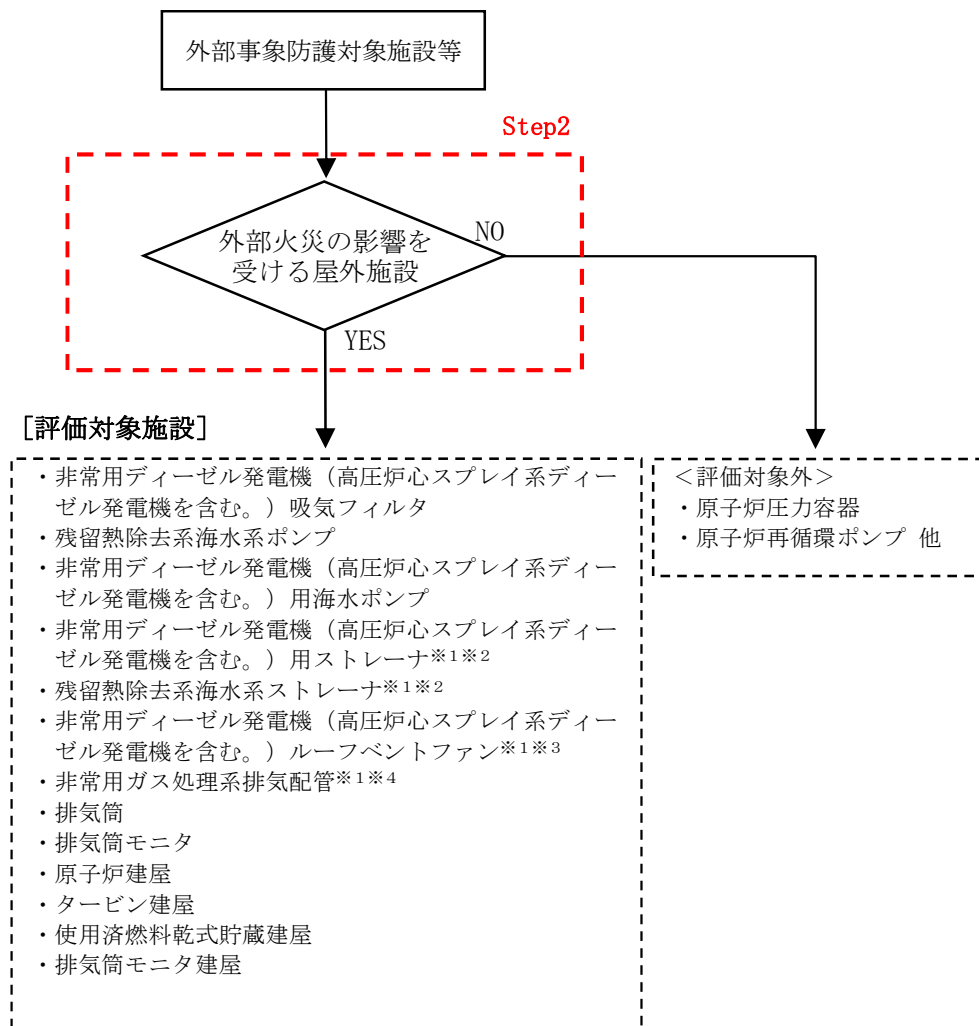 外部事象防護対象施設等
Step2
外部火災の影響を
受ける屋外施設
NO
YES
[評価対象施設]
・非常用ディーゼル発電機(高圧炉心スプレイ系ディー
ゼル発電機を含む。)吸気フィルタ
・残留熱除去系海水系ポンプ
・非常用ディーゼル発電機(高圧炉心スプレイ系ディー
ゼル発電機を含む。)用海水ポンプ
・非常用ディーゼル発電機(高圧炉心スプレイ系ディー
ゼル発電機を含む。)用ストレーナ※1※2
・残留熱除去系海水系ストレーナ※1※2
・非常用ディーゼル発電機(高圧炉心スプレイ系ディー
ゼル発電機を含む。)ルーフベントファン※1※3
・非常用ガス処理系排気配管※1※4
・排気筒
・排気筒モニタ
・原子炉建屋
・タービン建屋
・使用済燃料乾式貯蔵建屋
・排気筒モニタ建屋
<評価対象外>
・原子炉圧力容器
・原子炉再循環ポンプ 他